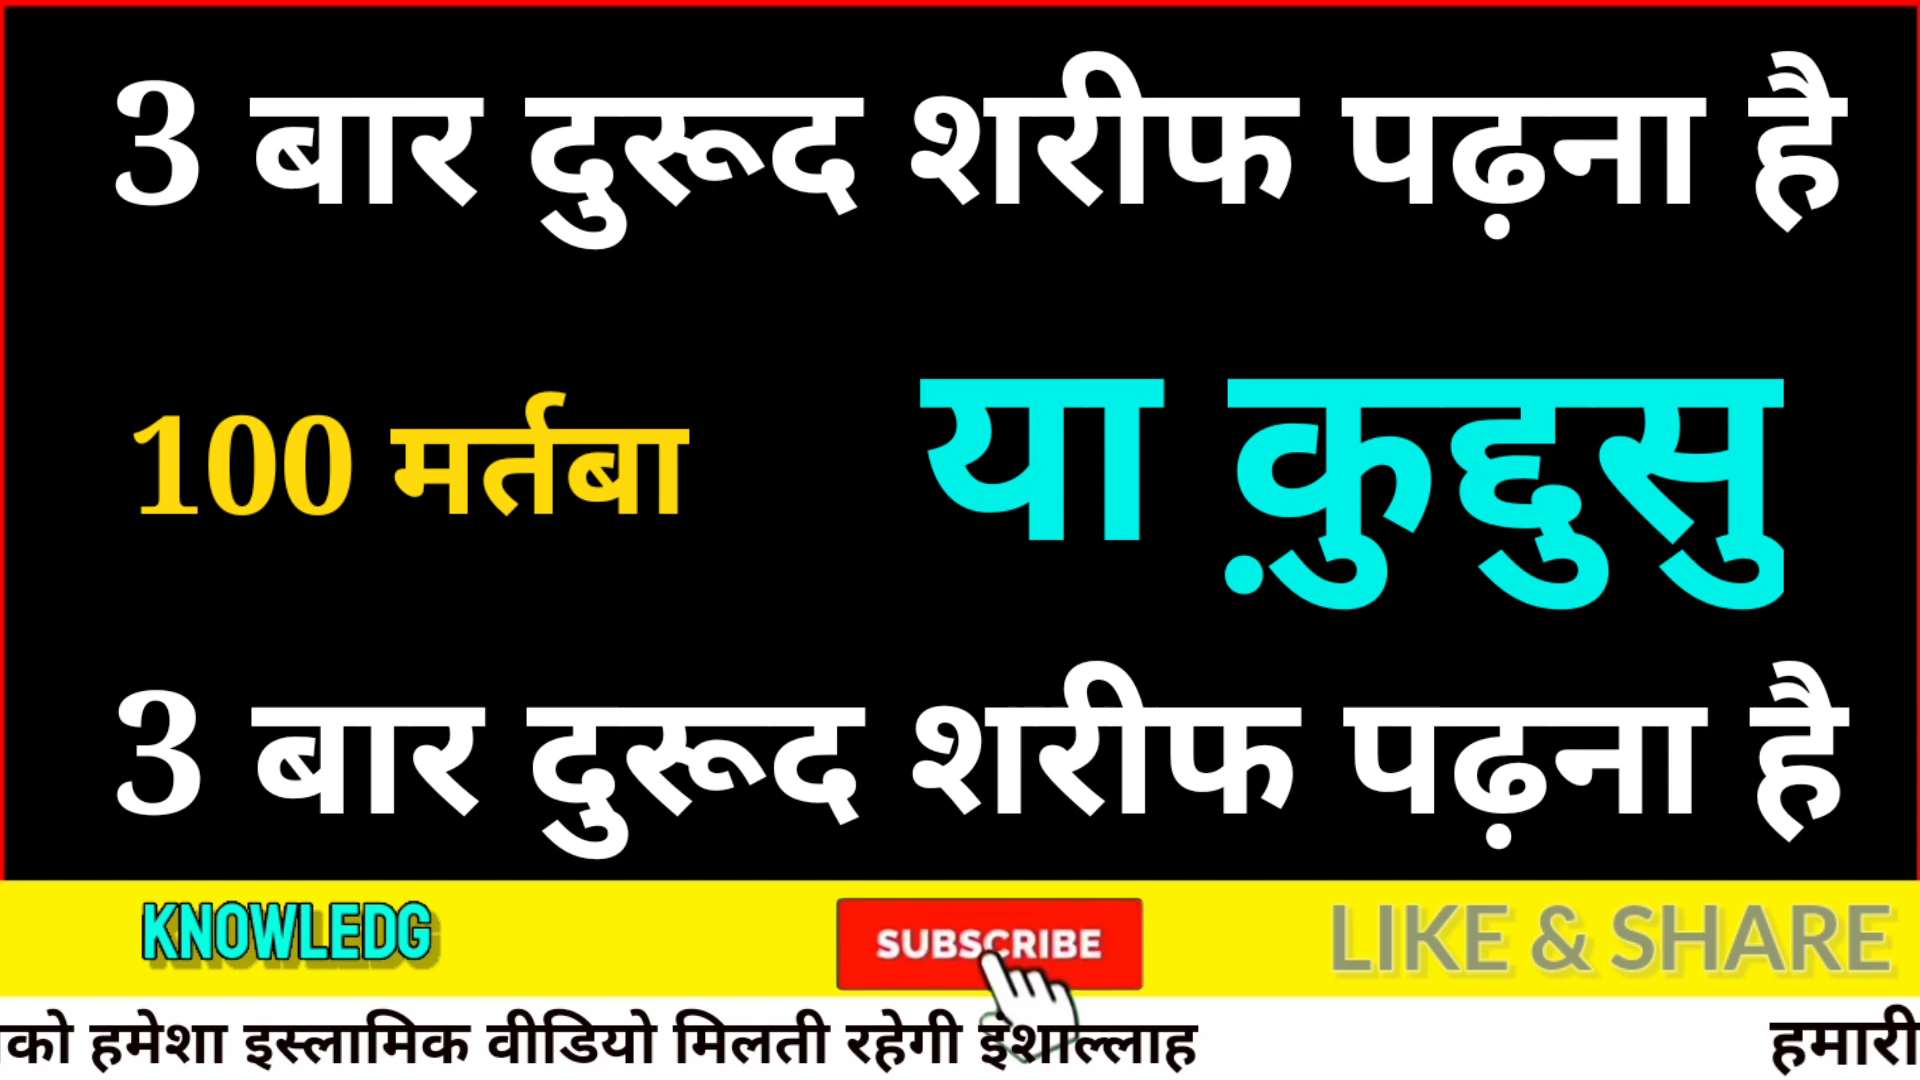 3 बार दुरूद शरीफ पढ़ना है
100 मर्तबा या क़ुद्दुसु
3 बार दुरूद शरीफ पढ़ना है
KNOWLEDG SUBSCRIBE LIKE & SHARE
को हमेशा इस्लामिक वीडियो मिलती रहेगी इंशाल्लाह हमारी